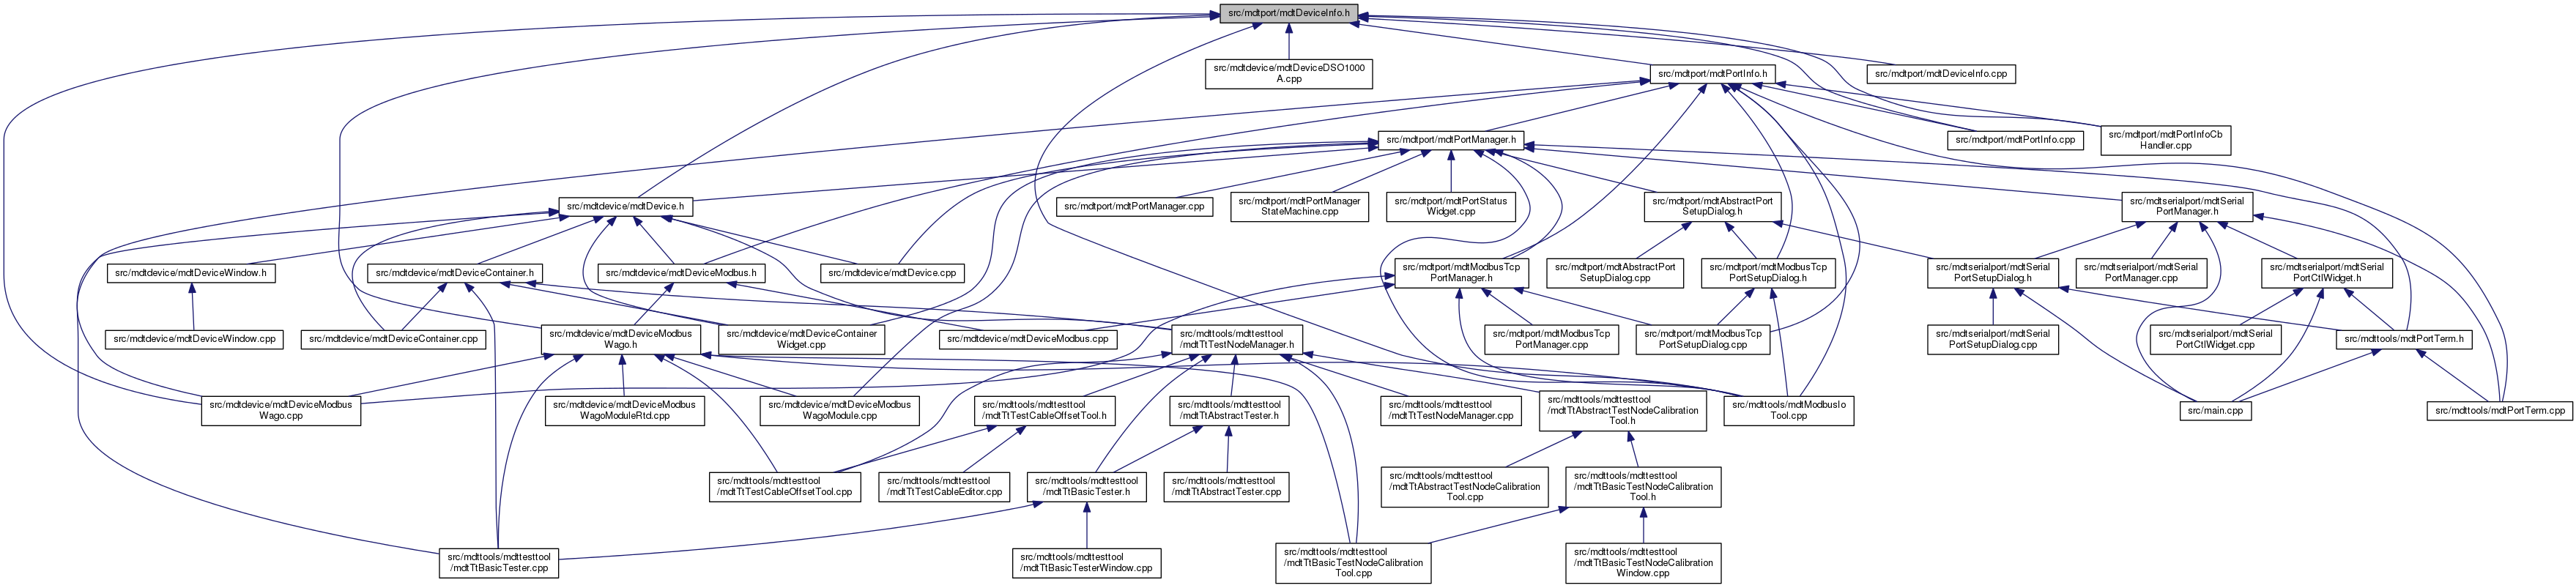 src/mdtport/mdtDeviceInfo.h
src/mdtdevice/mdtDeviceDSO1000
A.cpp
src/mdtport/mdtPortInfo.h
src/mdtport/mdtDeviceInfo.cpp
src/mdtport/mdtPortManager.h
src/mdtport/mdtPortInfo.cpp
src/mdtport/mdtPortInfoCb
Handler.cpp
src/mdtdevice/mdtDevice.h
src/mdtport/mdtPortManager.cpp
src/mdtport/mdtPortManager
StateMachine.cpp
src/mdtport/mdtPortStatus
Widget.cpp
src/mdtport/mdtAbstractPort
SetupDialog.h
src/mdtserialport/mdtSerial
PortManager.h
src/mdtdevice/mdtDeviceWindow.h
src/mdtdevice/mdtDeviceContainer.h
src/mdtdevice/mdtDeviceModbus.h
src/mdtdevice/mdtDevice.cpp
src/mdtport/mdtModbusTcp
PortManager.h
src/mdtport/mdtAbstractPort
SetupDialog.cpp
src/mdtport/mdtModbusTcp
PortSetupDialog.h
src/mdtserialport/mdtSerial
PortSetupDialog.h
src/mdtserialport/mdtSerial
PortManager.cpp
src/mdtserialport/mdtSerial
PortCtlWidget.h
src/mdtdevice/mdtDeviceWindow.cpp
src/mdtdevice/mdtDeviceContainer.cpp
src/mdtdevice/mdtDeviceModbus
Wago.h
src/mdtdevice/mdtDeviceContainer
Widget.cpp
src/mdtdevice/mdtDeviceModbus.cpp
src/mdttools/mdttesttool
/mdtTtTestNodeManager.h
src/mdtport/mdtModbusTcp
PortManager.cpp
src/mdtport/mdtModbusTcp
PortSetupDialog.cpp
src/mdtserialport/mdtSerial
PortSetupDialog.cpp
src/mdtserialport/mdtSerial
PortCtlWidget.cpp
src/mdttools/mdtPortTerm.h
src/mdtdevice/mdtDeviceModbus
Wago.cpp
src/mdtdevice/mdtDeviceModbus
WagoModuleRtd.cpp
src/mdtdevice/mdtDeviceModbus
WagoModule.cpp
src/mdttools/mdttesttool
/mdtTtTestCableOffsetTool.h
src/mdttools/mdttesttool
/mdtTtAbstractTester.h
src/mdttools/mdttesttool
/mdtTtTestNodeManager.cpp
src/mdttools/mdttesttool
/mdtTtAbstractTestNodeCalibration
Tool.h
src/mdttools/mdtModbusIo
Tool.cpp
src/main.cpp
src/mdttools/mdtPortTerm.cpp
src/mdttools/mdttesttool
/mdtTtTestCableOffsetTool.cpp
src/mdttools/mdttesttool
/mdtTtTestCableEditor.cpp
src/mdttools/mdttesttool
/mdtTtBasicTester.h
src/mdttools/mdttesttool
/mdtTtAbstractTester.cpp
src/mdttools/mdttesttool
/mdtTtAbstractTestNodeCalibration
Tool.cpp
src/mdttools/mdttesttool
/mdtTtBasicTestNodeCalibration
Tool.h
src/mdttools/mdttesttool
/mdtTtBasicTester.cpp
src/mdttools/mdttesttool
/mdtTtBasicTesterWindow.cpp
src/mdttools/mdttesttool
/mdtTtBasicTestNodeCalibration
Tool.cpp
src/mdttools/mdttesttool
/mdtTtBasicTestNodeCalibration
Window.cpp